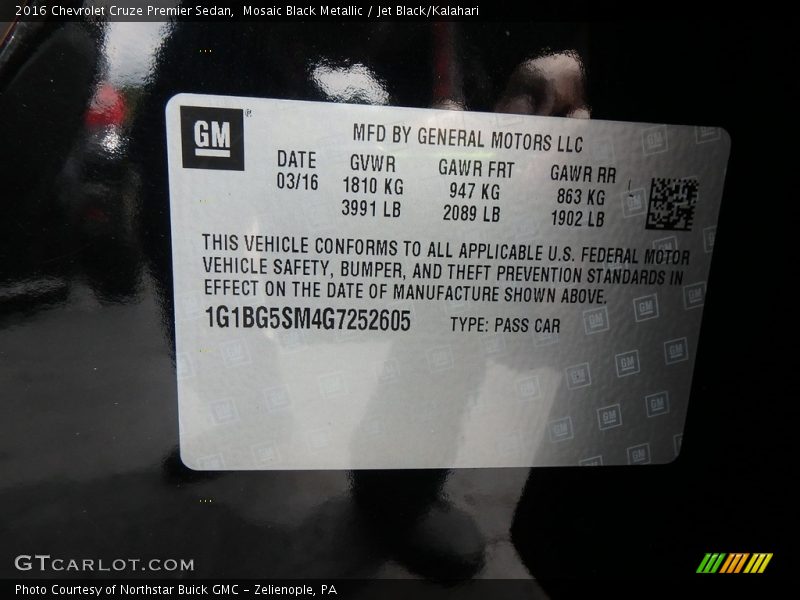 2016 Chevrolet Cruze Premier Sedan,  Mosaic Black Metallic / Jet Black/Kalahari
GM®
MFD BY GENERAL MOTORS LLC
DATE GVWR GAWR FRT GAWR RR
03/16 1810 KG 947 KG 863 KG
3991 LB 2089 LB 1902 LB
THIS VEHICLE CONFORMS TO ALL APPLICABLE U.S. FEDERAL MOTOR
VEHICLE SAFETY, BUMPER, AND THEFT PREVENTION STANDARDS IN
EFFECT ON THE DATE OF MANUFACTURE SHOWN ABOVE.
1G1BG5SM4G7252605 TYPE: PASS CAR
GTCARLOT.COM
Photo Courtesy of Northstar Buick GMC - Zelienople, PA